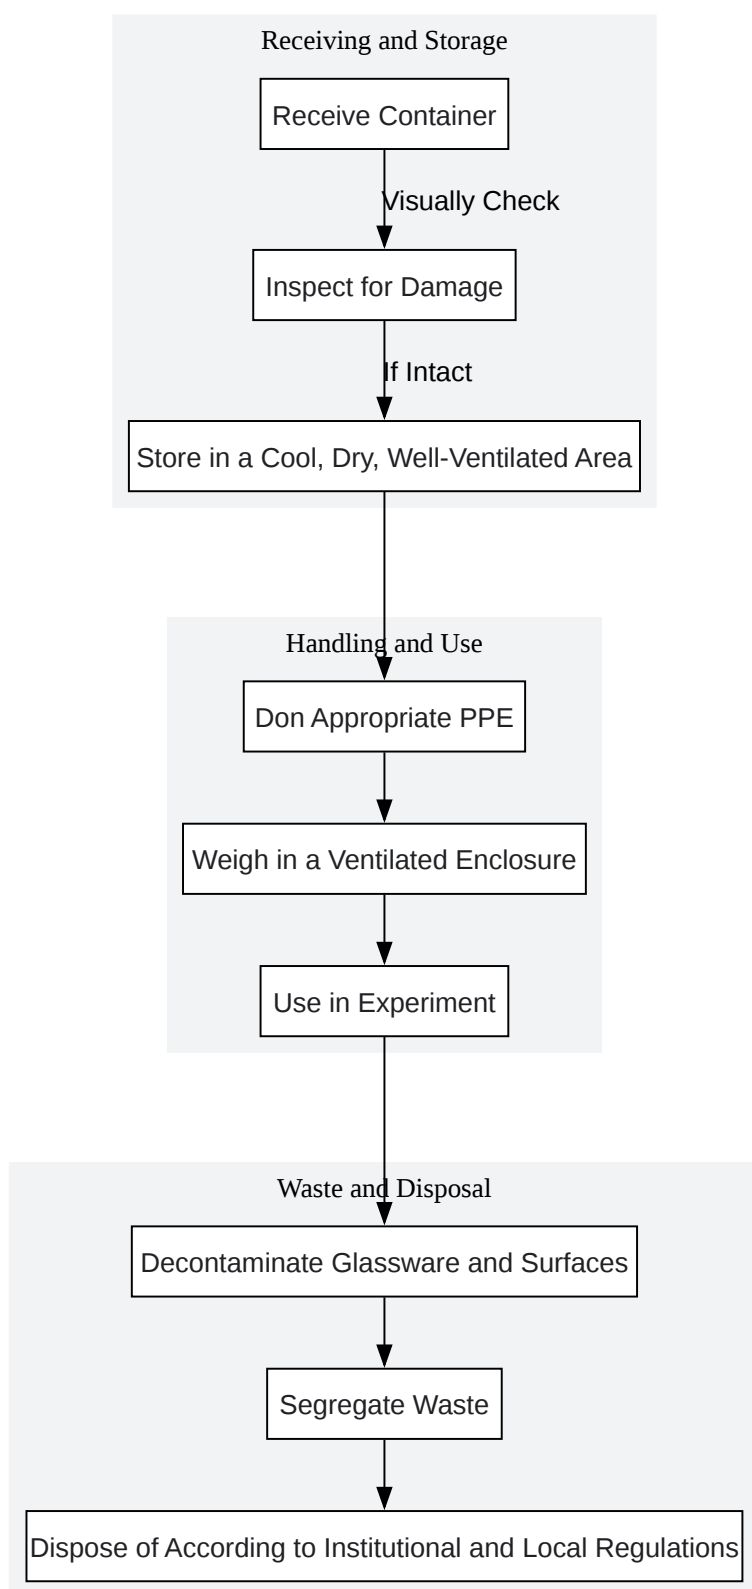 Receiving and Storage
Receive Container
Visually Check
Inspect for Damage
If Intact
Store in a Cool, Dry, Well-Ventilated Area
Handling and Use
Don Appropriate PPE
Weigh in a Ventilated Enclosure
Use in Experiment
Waste and Disposal
Decontaminate Glassware and Surfaces
Segregate Waste
Dispose of According to Institutional and Local Regulations